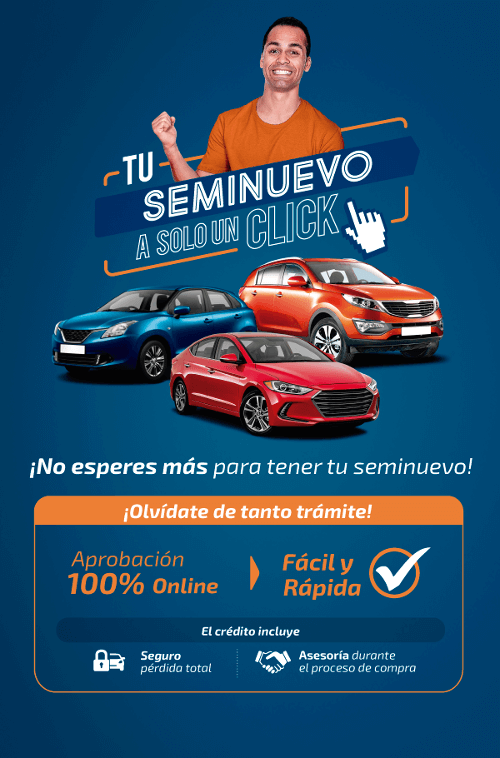 TU
SEMINUEVO
A SOLO UN CLICK
¡No esperes más para tener tu seminuevo!
¡Olvídate de tanto trámite!
Aprobación
100% Online
Fácil y
Rápida
El crédito incluye
Seguro
pérdida total
Asesoría durante
el proceso de compra